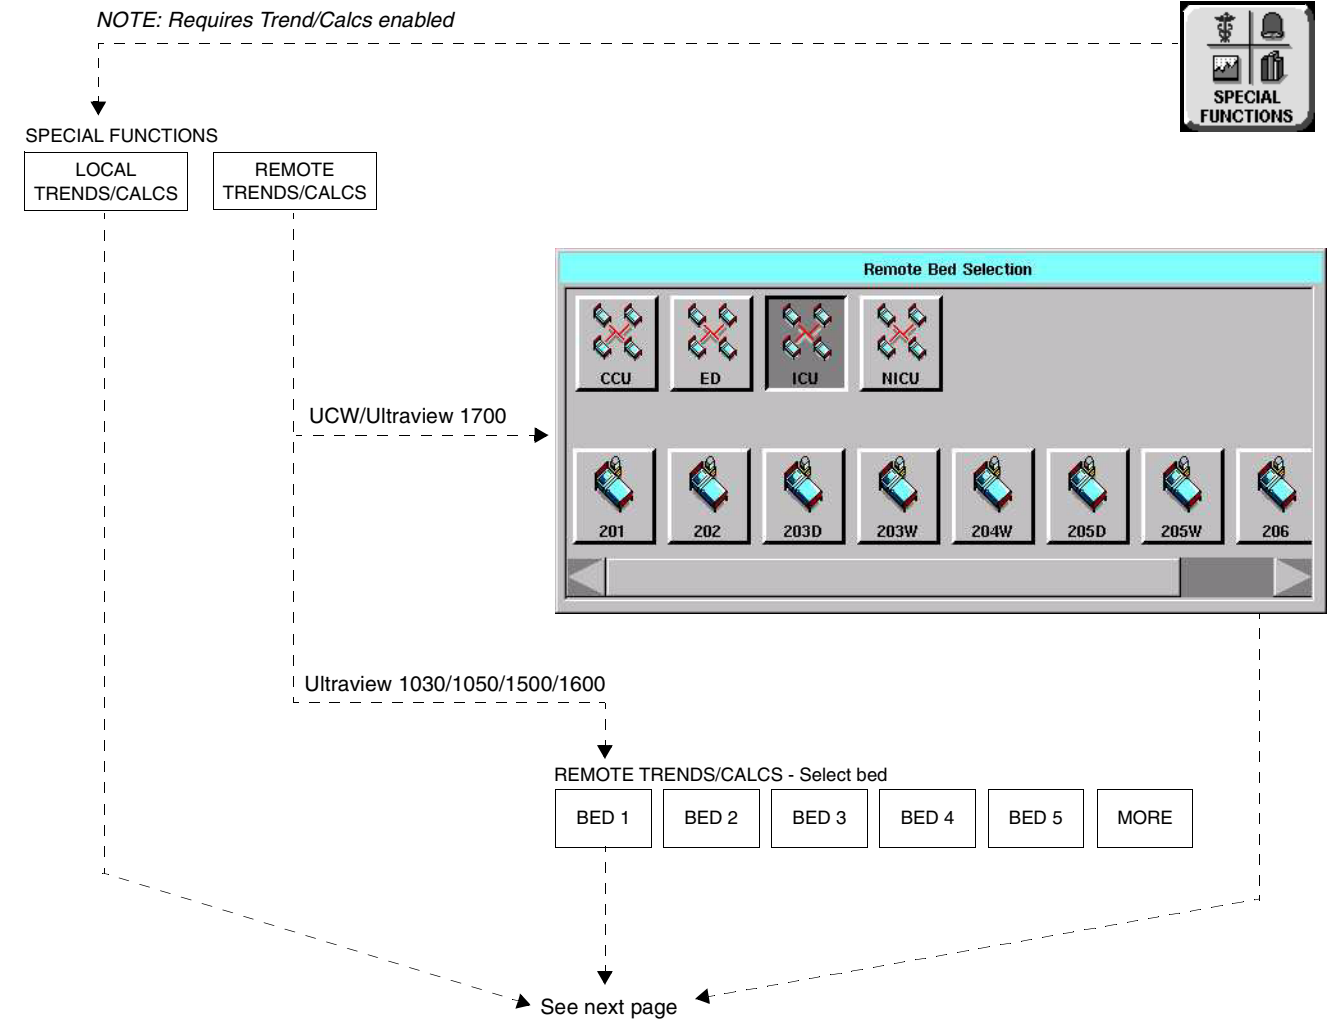 NOTE: Requires Trend/Calcs enabled
SPECIAL
FUNCTIONS
SPECIAL FUNCTIONS
LOCAL
TRENDS/CALCS
REMOTE
TRENDS/CALCS
Remote Bed Selection
CCU
ED
ICU
NICU
UCW/Ultraview 1700
201
202
203D
203W
204W
205D
205W
206
Ultraview 1030/1050/1500/1600
REMOTE TRENDS/CALCS - Select bed
BED 1
BED 2
BED 3
BED 4
BED 5
MORE
See next page